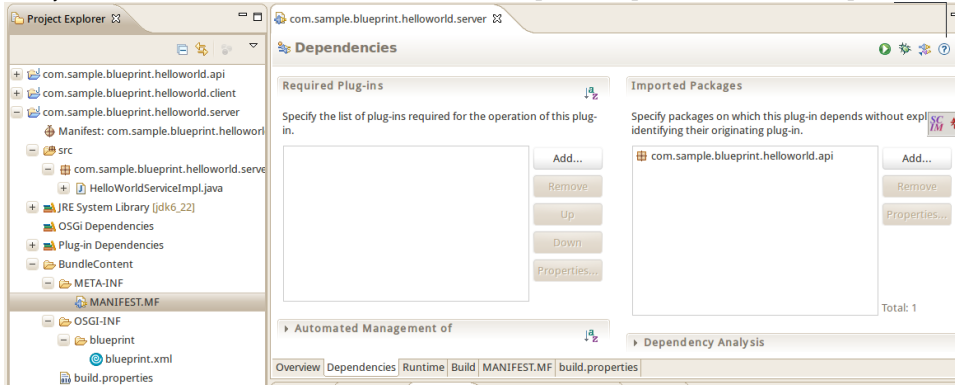 Project Explorer
com.sample.blueprint.helloworld.api
com.sample.blueprint.helloworld.client
com.sample.blueprint.helloworld.server
Manifest: com.sample.blueprint.helloworl
src
com.sample.blueprint.helloworld.serve
HelloWorldServiceImpl.java
JRE System Library [jdk6_22]
OSGi Dependencies
Plug-in Dependencies
BundleContent
META-INF
MANIFEST.MF
OSGI-INF
blueprint
blueprint.xml
build.properties
com.sample.blueprint.helloworld.server
Dependencies
Required Plug-ins
Specify the list of plug-ins required for the operation of this plug-
in.
Add...
Remove
Up
Down
Properties...
Automated Management of
Imported Packages
Specify packages on which this plug-in depends without expl
identifying their originating plug-in.
SC
IM
com.sample.blueprint.helloworld.api
Add...
Remove
Properties...
Total: 1
Dependency Analysis
Overview Dependencies Runtime Build MANIFEST.MF build.properties